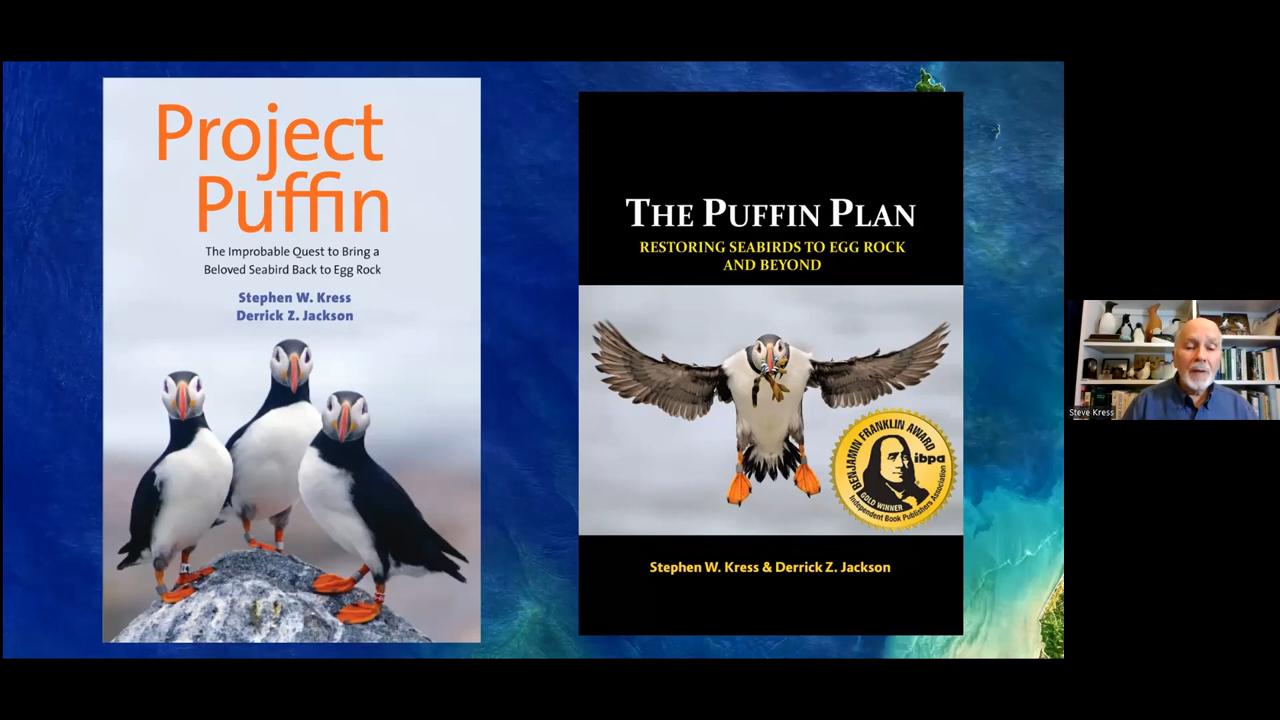 Project
Puffin
The Improbable Quest to Bring a
Beloved Seabird Back to Egg Rock
Stephen W. Kress
Derrick Z. Jackson
THE PUFFIN PLAN
RESTORING SEABIRDS TO EGG ROCK
AND BEYOND
BENJAMIN FRANKLIN AWARD
ibpa
GOLD WINNER
Independent Book Publishers Association
Stephen W. Kress & Derrick Z. Jackson
Steve Kress